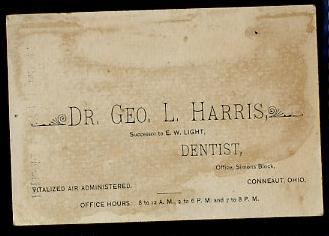 DR. GEO. L. HARRIS,
Successor to E. W. LIGHT,
DENTIST,
Office, Simons Block,
VITALIZED AIR ADMINISTERED.
CONNEAUT, OHIO.
OFFICE HOURS: 8 to 12 A. M., 2 to 6 P. M. and 7 to 8 P. M.